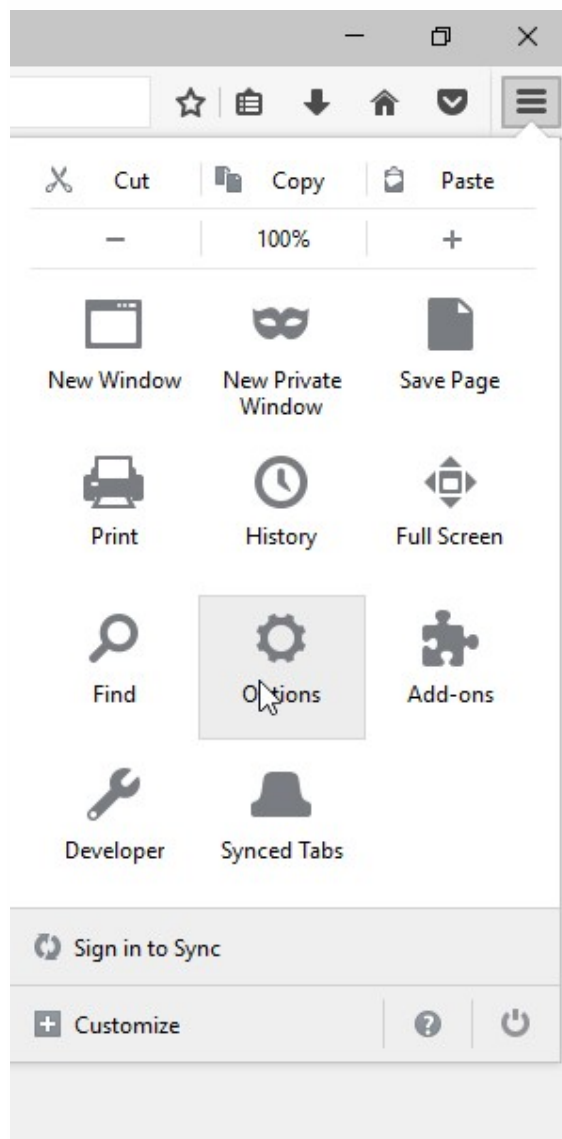 Cut Copy Paste
100%
New Window New Private Window Save Page
Print History Full Screen
Find Options Add-ons
Developer Synced Tabs
Sign in to Sync
Customize